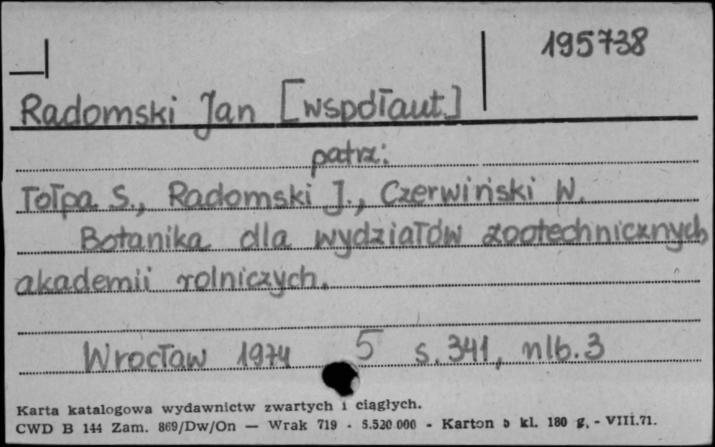 195738
Radomski Jan [współaut.]
patrz:
Tołpa S., Radomski J., Czerwiński W.
Botanika dla wydziałów zootechnicznych
akademii rolniczych.
Wrocław 1974 5 s. 341, nlb. 3
Karta katalogowa wydawnictw zwartych i ciągłych.
CWD B 144 Zam. 869/Dw/On — Wrak 719 - 5.520.000 - Karton b kl. 180 g. - VIII.71.